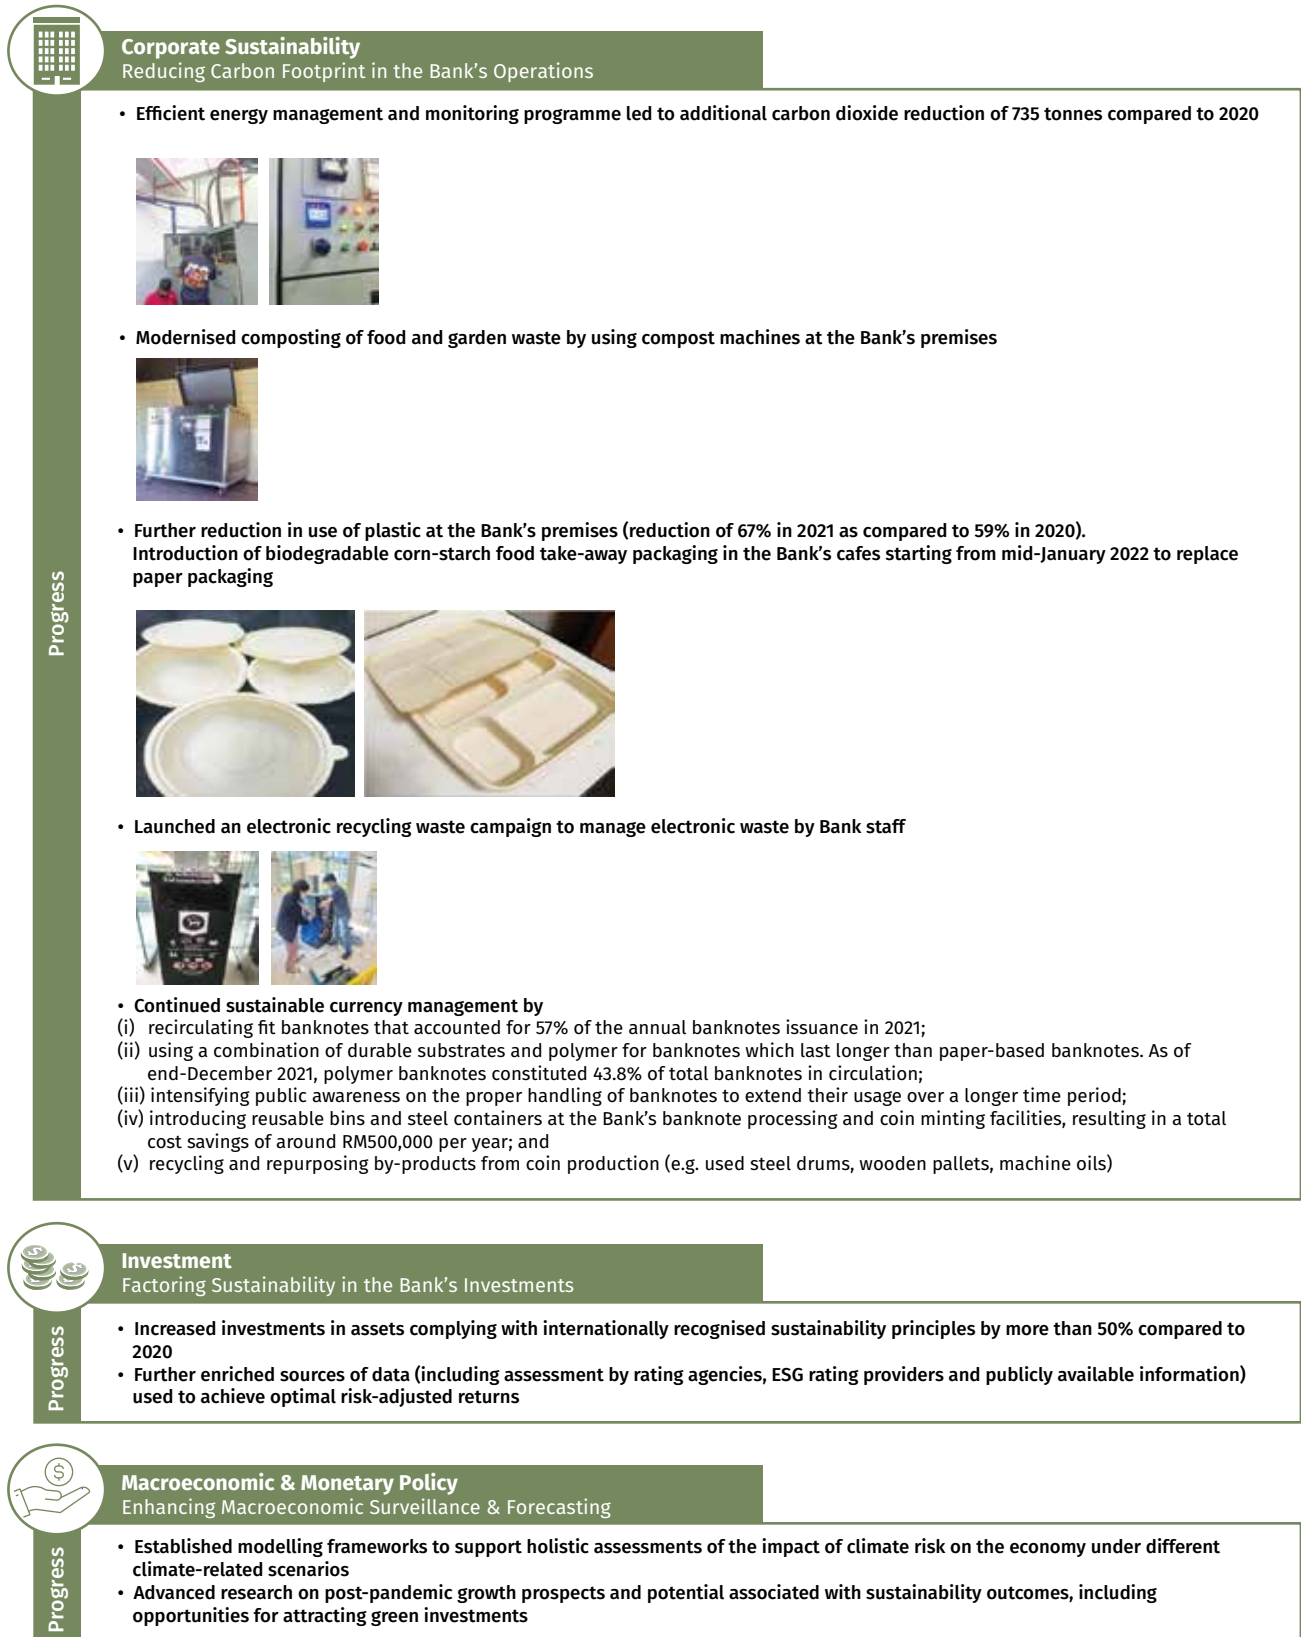 Corporate Sustainability
Reducing Carbon Footprint in the Bank's Operations
Progress
• Efficient energy management and monitoring programme led to additional carbon dioxide reduction of 735 tonnes compared to 2020
• Modernised composting of food and garden waste by using compost machines at the Bank's premises
• Further reduction in use of plastic at the Bank's premises (reduction of 67% in 2021 as compared to 59% in 2020).
Introduction of biodegradable corn-starch food take-away packaging in the Bank's cafes starting from mid-January 2022 to replace
paper packaging
• Launched an electronic recycling waste campaign to manage electronic waste by Bank staff
• Continued sustainable currency management by
(i) recirculating fit banknotes that accounted for 57% of the annual banknotes issuance in 2021;
(ii) using a combination of durable substrates and polymer for banknotes which last longer than paper-based banknotes. As of
end-December 2021, polymer banknotes constituted 43.8% of total banknotes in circulation;
(iii) intensifying public awareness on the proper handling of banknotes to extend their usage over a longer time period;
(iv) introducing reusable bins and steel containers at the Bank's banknote processing and coin minting facilities, resulting in a total
cost savings of around RM500,000 per year; and
(v) recycling and repurposing by-products from coin production (e.g. used steel drums, wooden pallets, machine oils)
Investment
Factoring Sustainability in the Bank's Investments
Progress
• Increased investments in assets complying with internationally recognised sustainability principles by more than 50% compared to
2020
• Further enriched sources of data (including assessment by rating agencies, ESG rating providers and publicly available information)
used to achieve optimal risk-adjusted returns
$
Macroeconomic & Monetary Policy
Enhancing Macroeconomic Surveillance & Forecasting
Progress
• Established modelling frameworks to support holistic assessments of the impact of climate risk on the economy under different
climate-related scenarios
• Advanced research on post-pandemic growth prospects and potential associated with sustainability outcomes, including
opportunities for attracting green investments